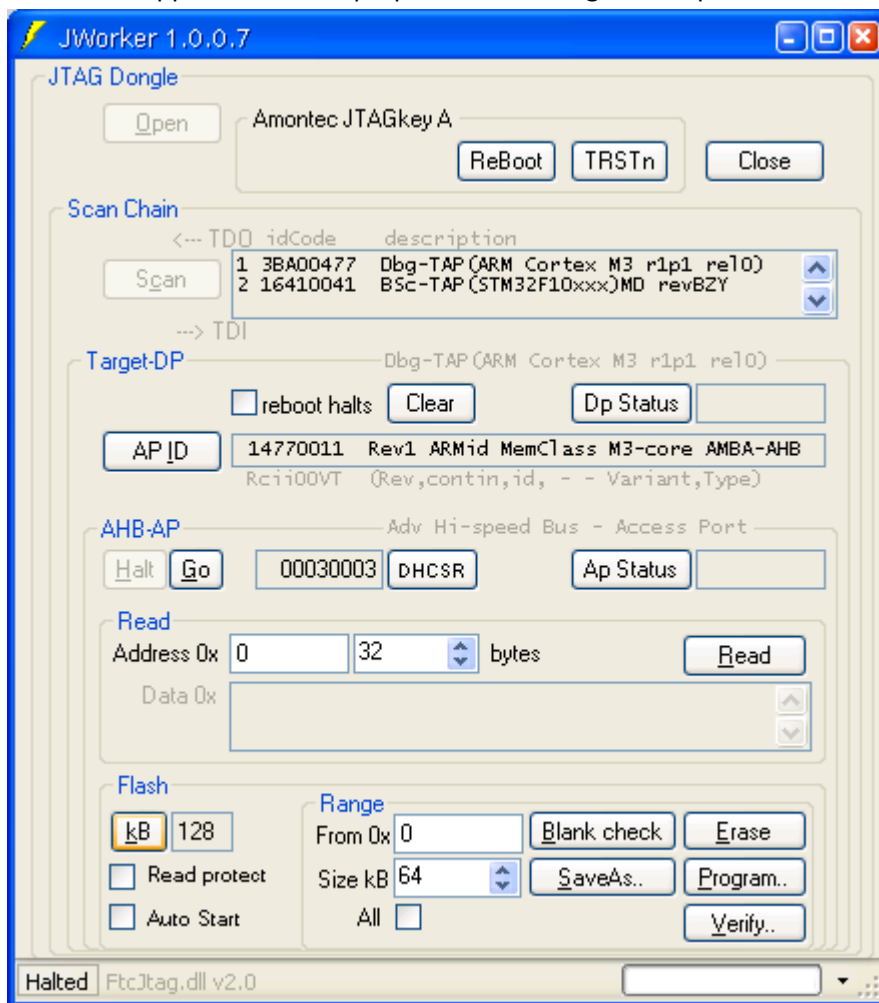 JWorker 1.0.0.7
JTAG Dongle
Open
Amontec JTAGkey A
ReBoot TRSTn Close
Scan Chain
<--- TDO idCode description
Scan
1 3BA00477 Dbg-TAP(ARM Cortex M3 r1p1 rel0)
2 16410041 BSc-TAP(STM32F10xxx)MD revBZY
---> TDI
Target-DP Dbg-TAP(ARM Cortex M3 r1p1 rel0)
reboot halts Clear Dp Status
AP ID 14770011 Rev1 ARMid MemClass M3-core AMBA-AHB
Rcii00VT (Rev,contin,id, - - Variant,Type)
AHB-AP Adv Hi-speed Bus - Access Port
Halt Go 00030003 DHCSR Ap Status
Read
Address 0x 0 32 bytes Read
Data 0x
Flash
Range
kB 128 From 0x 0 Blank check Erase
Read protect Size kB 64 SaveAs.. Program..
Auto Start All Verify..
Halted FtcJtag.dll v2.0